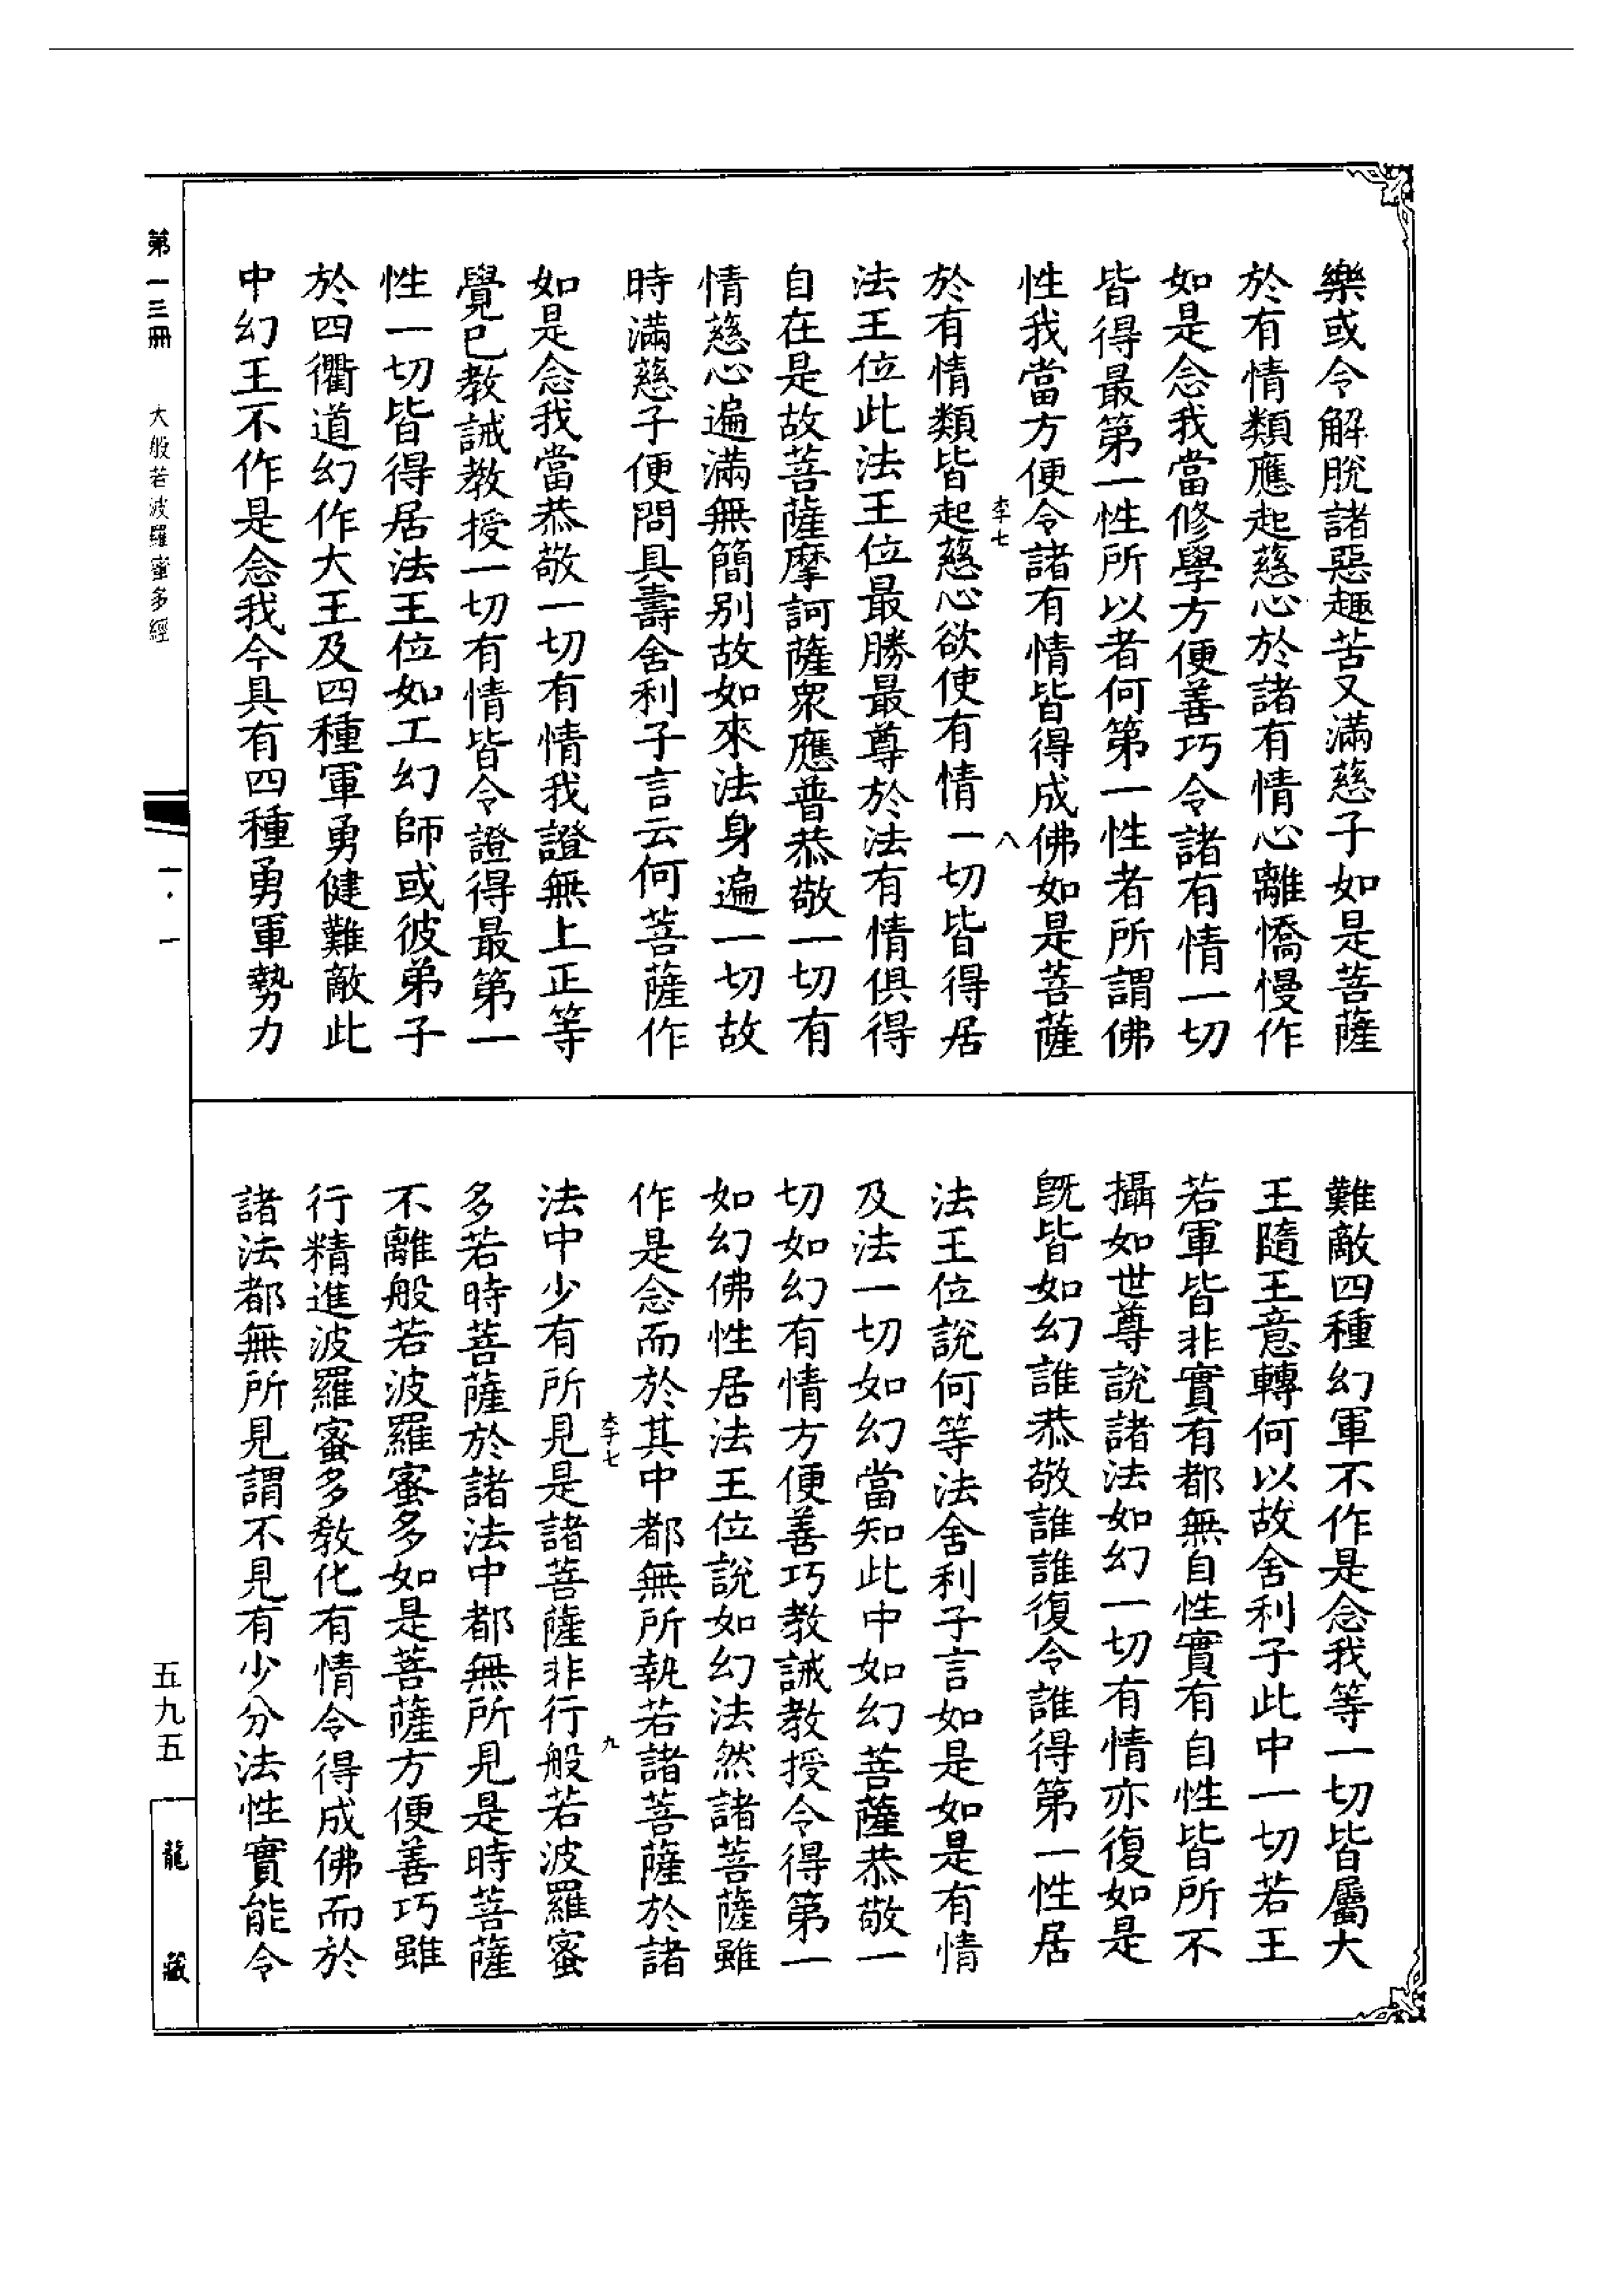 樂或令解脫諸惡趣苦又滿慈子如是菩薩
於有情類應起慈心於諸有情心離憍慢作
如是念我當修學方便善巧令諸有情一切
皆得最第一性所以者何第一性者所謂佛
性我當方便令諸有情皆得成佛如是菩薩
李七
八
於有情類皆起慈心欲使有情一切皆得居
法王位此法王位最勝最尊於法有情俱得
自在是故菩薩摩訶薩眾應普恭敬一切有
情慈心遍滿無簡別故如來法身遍一切故
時滿慈子便問具壽舍利子言云何菩薩作
如是念我當恭敬一切有情我證無上正等
覺已教誡教授一切有情皆令證得最第一
性一切皆得居法王位如工幻師或彼弟子
於四衢道幻作大王及四種軍勇健難敵此
中幻王不作是念我今具有四種勇軍勢力
難敵四種幻軍不作是念我等一切皆屬大
王隨王意轉何以故舍利子此中一切若王
若軍皆非實有都無自性實有自性皆所不
攝如世尊說諸法如幻一切有情亦復如是
既皆如幻誰恭敬誰誰復令誰得第一性居
法王位說何等法舍利子言如是如是有情
及法一切如幻當知此中如幻菩薩恭敬一
切如幻有情方便善巧教誡教授令得第一
如幻佛性居法王位說如幻法然諸菩薩雖
作是念而於其中都無所執若諸菩薩於諸
李七
九
法中少有所見是諸菩薩非行般若波羅蜜
多若時菩薩於諸法中都無所見是時菩薩
不離般若波羅蜜多如是菩薩方便善巧雖
行精進波羅蜜多教化有情令得成佛而於
諸法都無所見謂不見有少分法性實能令
第一三冊
大般若波羅蜜多經
一·一
五九五
龍藏